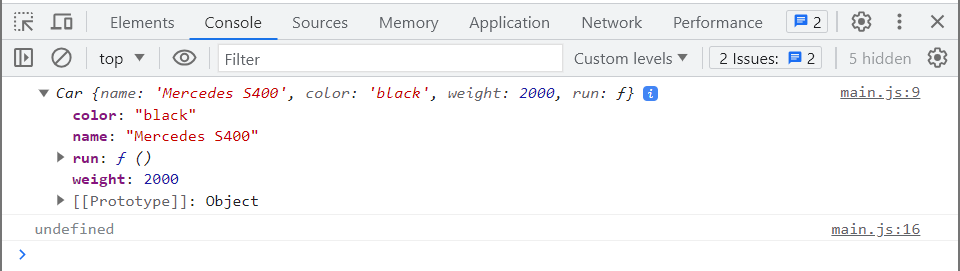 Elements Console Sources Memory Application Network Performance 2
top Filter Custom levels 2 Issues: 2 5 hidden
Car {name: 'Mercedes S400', color: 'black', weight: 2000, run: ƒ} i main.js:9
color: "black"
name: "Mercedes S400"
run: ƒ ()
weight: 2000
[[Prototype]]: Object
undefined main.js:16